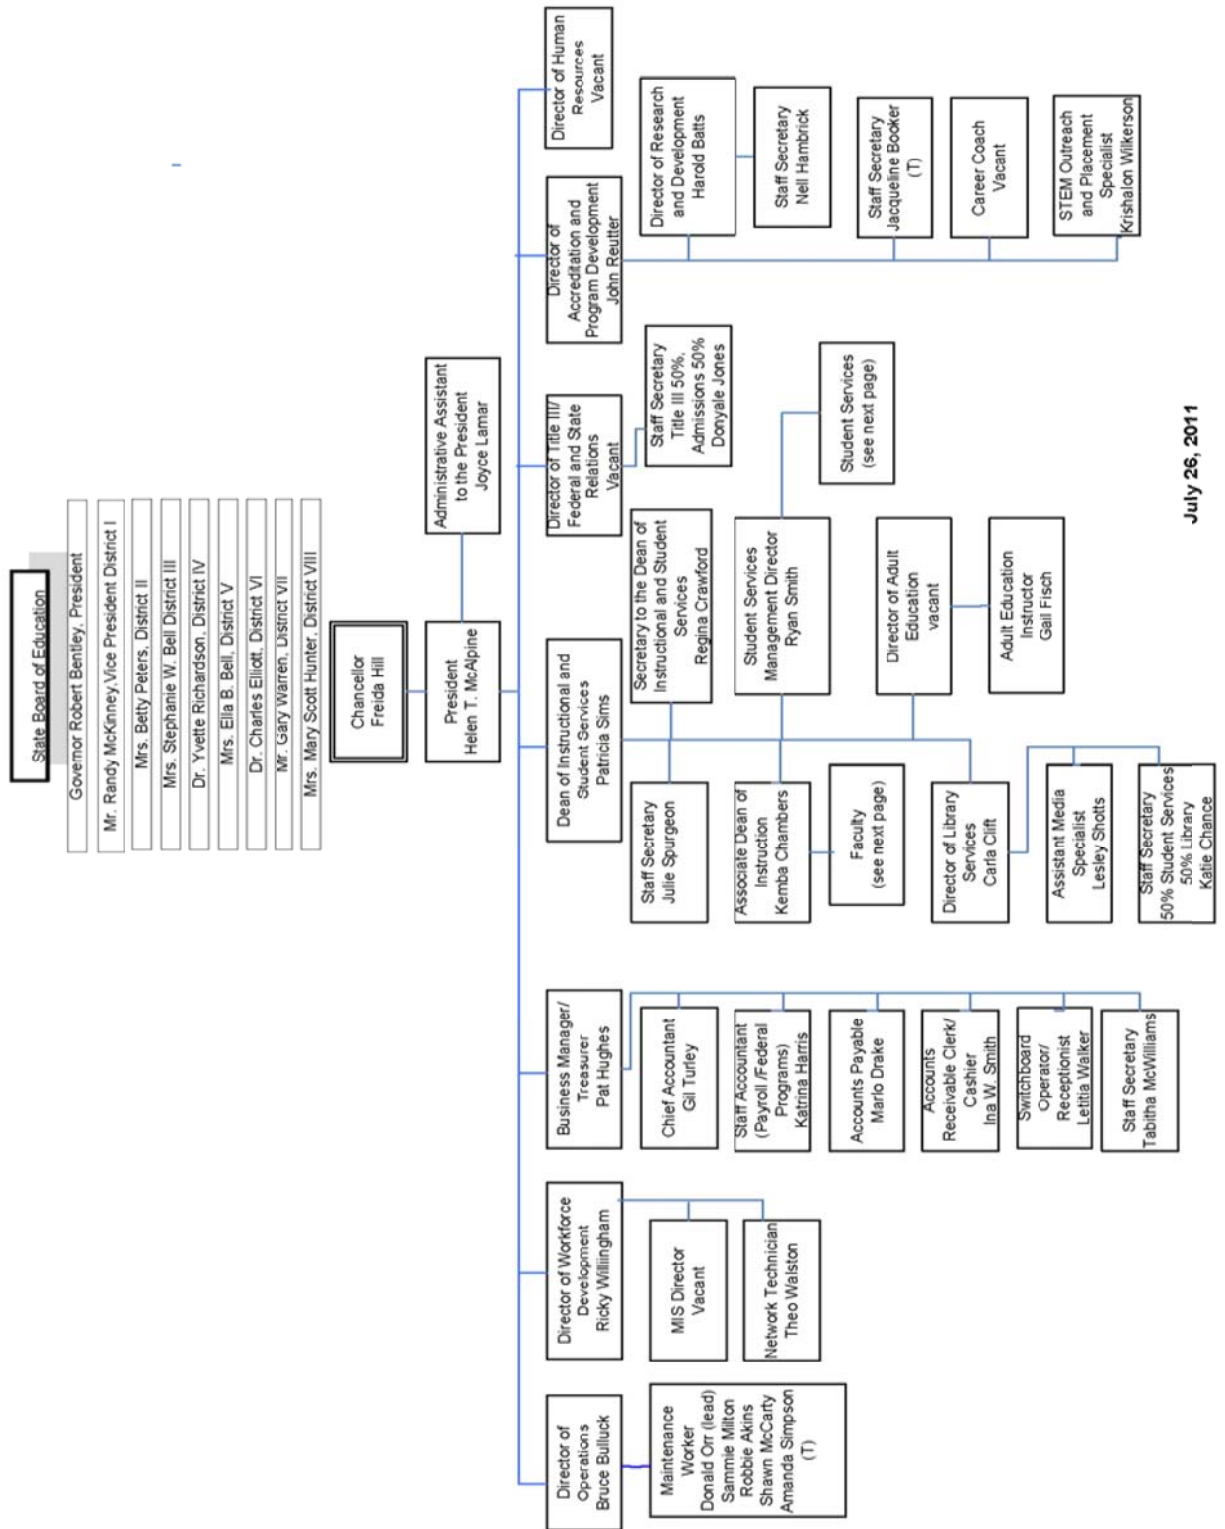 State Board of Education
Governor Robert Bentley, President
Mr. Randy McKinney,Vice President District I
Mrs. Betty Peters, District II
Mrs. Stephanie W. Bell District III
Dr. Yvette Richardson, District IV
Mrs. Ella B. Bell, District V
Dr. Charles Elliott, District VI
Mr. Gary Warren, District VII
Mrs. Mary Scott Hunter, District VIII
Chancellor
Freida Hill
President
Helen T. McAlpine
Administrative Assistant
to the President
Joyce Lamar
Director of
Operations
Bruce Bulluck
Maintenance
Worker
Donald Orr (lead)
Sammie Milton
Robbie Akins
Shawn McCarty
Amanda Simpson
(T)
Director of Workforce
Development
Ricky Williingham
MIS Director
Vacant
Network Technician
Theo Walston
Business Manager/
Treasurer
Pat Hughes
Chief Accountant
Gil Turley
Staff Accountant
(Payroll /Federal
Programs)
Katrina Harris
Accounts Payable
Marlo Drake
Accounts
Receivable Clerk/
Cashier
Ina W. Smith
Switchboard
Operator/
Receptionist
Letitia Walker
Staff Secretary
Tabitha McWilliams
Dean of Instructional and
Student Services
Patricia Sims
Staff Secretary
Julie Spurgeon
Secretary to the Dean of
Instructional and Student
Services
Regina Crawford
Associate Dean of
Instruction
Kemba Chambers
Student Services
Management Director
Ryan Smith
Faculty
(see next page)
Student Services
(see next page)
Director of Library
Services
Carla Clift
Director of Adult
Education
vacant
Assistant Media
Specialist
Lesley Shotts
Adult Education
Instructor
Gail Fisch
Staff Secretary
50% Student Services
50% Library
Katie Chance
Director of Title III/
Federal and State
Relations
Vacant
Staff Secretary
Title III 50%,
Admissions 50%
Donyale Jones
Director of
Accreditation and
Program Development
John Reutter
Director of Research
and Development
Harold Batts
Staff Secretary
Nell Hambrick
Staff Secretary
Jacqueline Booker
(T)
Career Coach
Vacant
STEM Outreach
and Placement
Specialist
Krishalon Wilkerson
Director of Human
Resources
Vacant
July 26, 2011